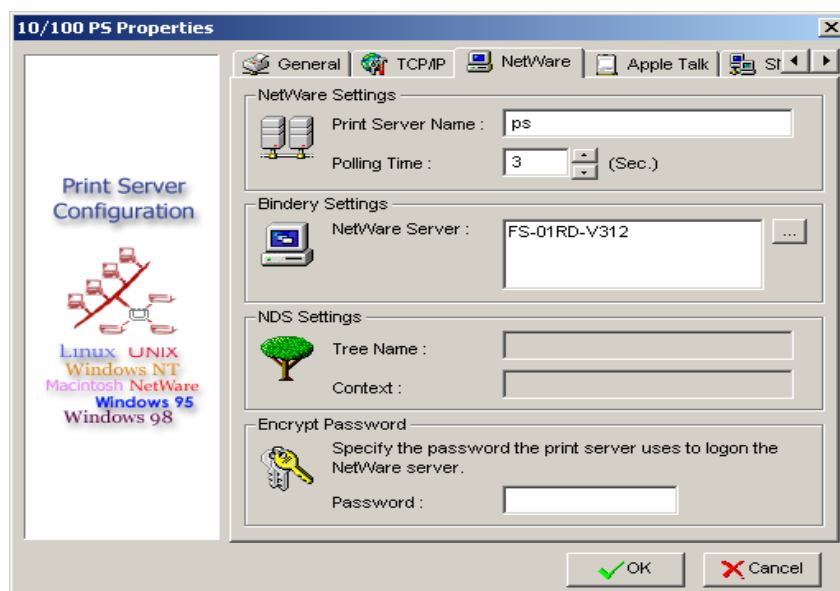 10/100 PS Properties
General TCP/IP NetWare Apple Talk
NetWare Settings
Print Server Name : ps
Polling Time : 3 (Sec.)
Print Server
Configuration
Bindery Settings
NetWare Server : FS-01RD-V312 ...
NDS Settings
Tree Name :
Context :
Linux UNIX
Windows NT
Macintosh NetWare
Windows 95
Windows 98
Encrypt Password
Specify the password the print server uses to logon the
NetWare server.
Password :
OK Cancel